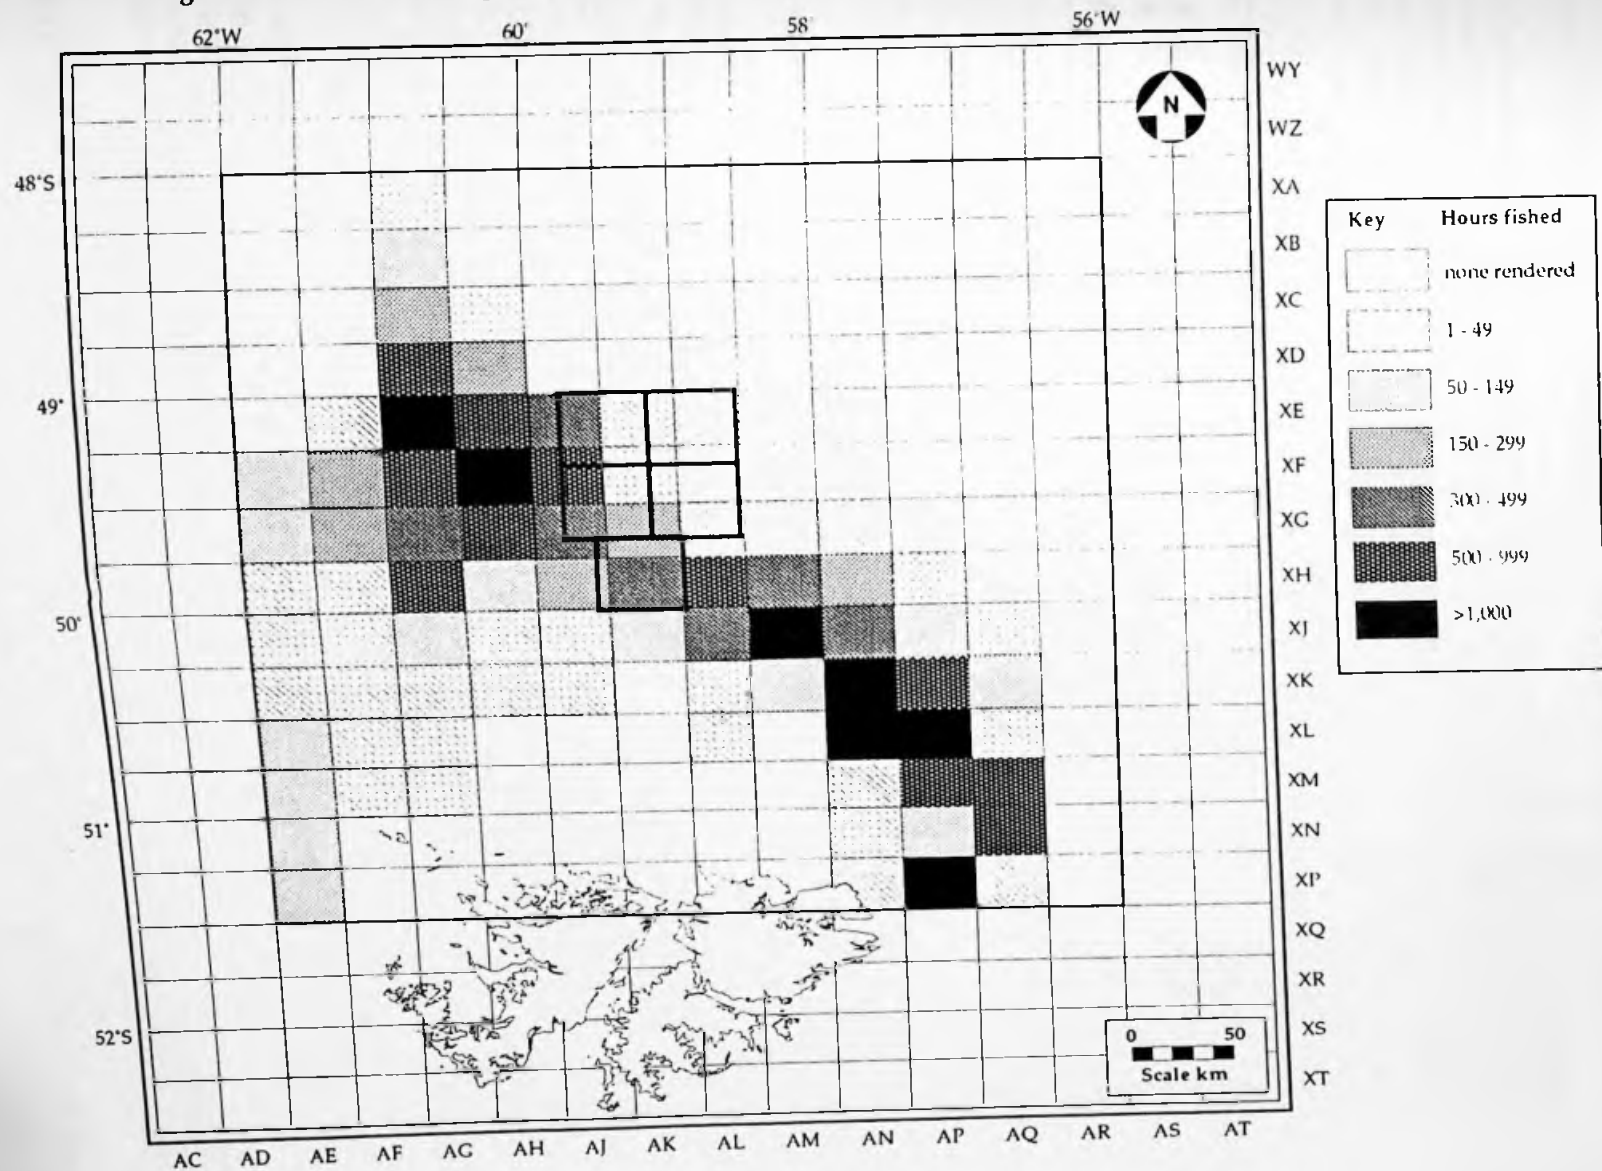 62°W 60° 58° 56°W
WY
WZ
48°S XA
XB
XC
XD
49° XE
XF
XG
XH
50° XJ
XK
XL
XM
51° XN
XP
XQ
XR
52°S XS
XT
N
Key Hours fished
none rendered
1 - 49
50 - 149
150 - 299
300 - 499
500 - 999
>1,000
0 50
Scale km
AC AD AE AF AG AH AJ AK AL AM AN AP AQ AR AS AT